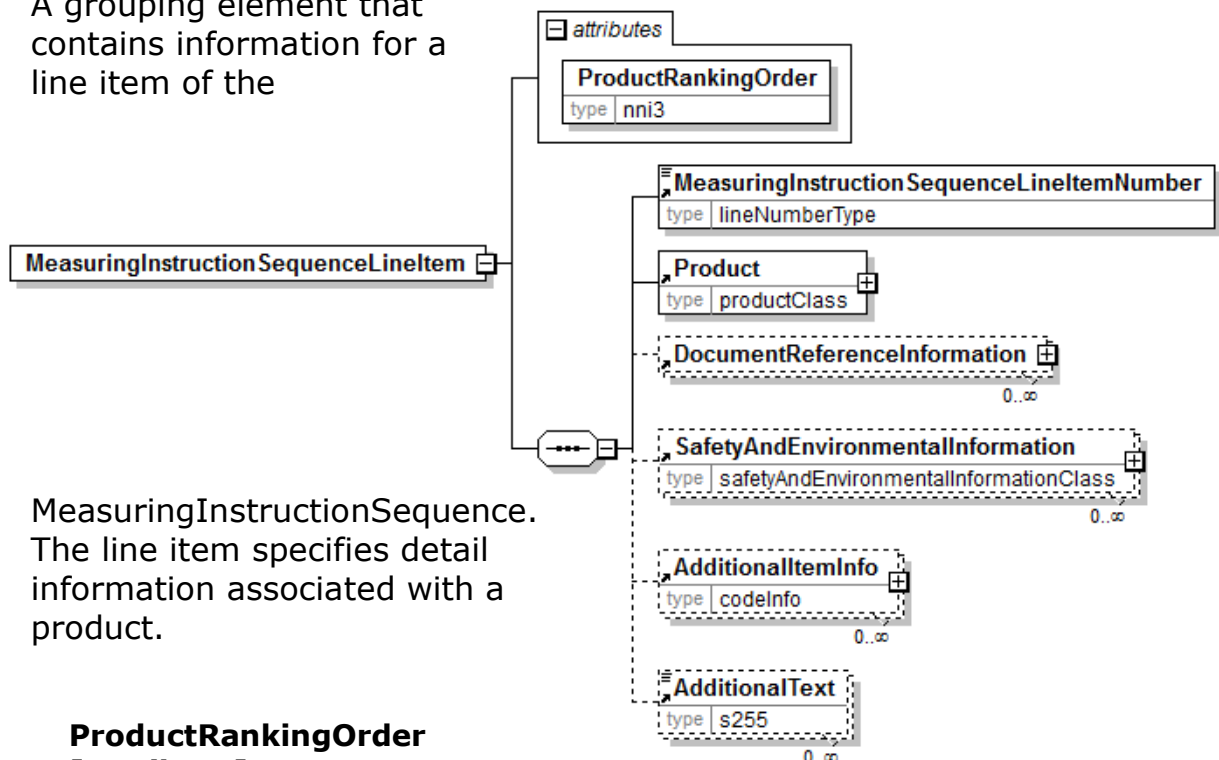 A grouping element that
contains information for a
line item of the
attributes
ProductRankingOrder
type nni3
MeasuringInstructionSequenceLineItem
MeasuringInstructionSequenceLineItemNumber
type lineNumberType
Product
type productClass
DocumentReferenceInformation
0..∞
SafetyAndEnvironmentalInformation
type safetyAndEnvironmentalInformationClass
0..∞
AdditionalItemInfo
type codeInfo
0..∞
AdditionalText
type s255
0..∞
MeasuringInstructionSequence.
The line item specifies detail
information associated with a
product.
ProductRankingOrder